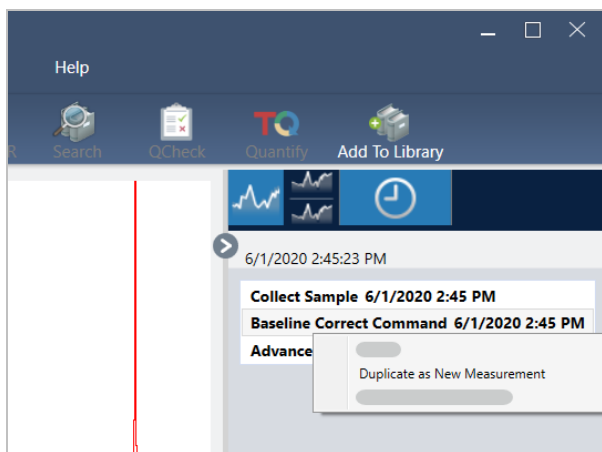 Help
R Search QCheck TQ Quantify Add To Library
6/1/2020 2:45:23 PM
Collect Sample 6/1/2020 2:45 PM
Baseline Correct Command 6/1/2020 2:45 PM
Advance
Duplicate as New Measurement